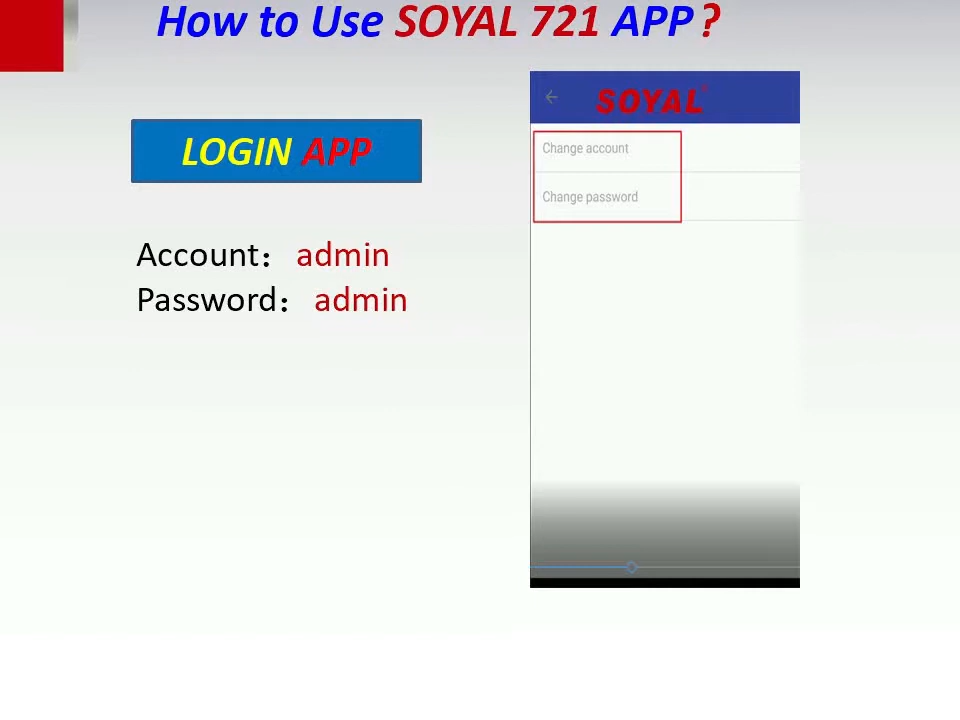 How to Use SOYAL 721 APP?
LOGIN APP
Account：admin
Password：admin
SOYAL
Change account
Change password